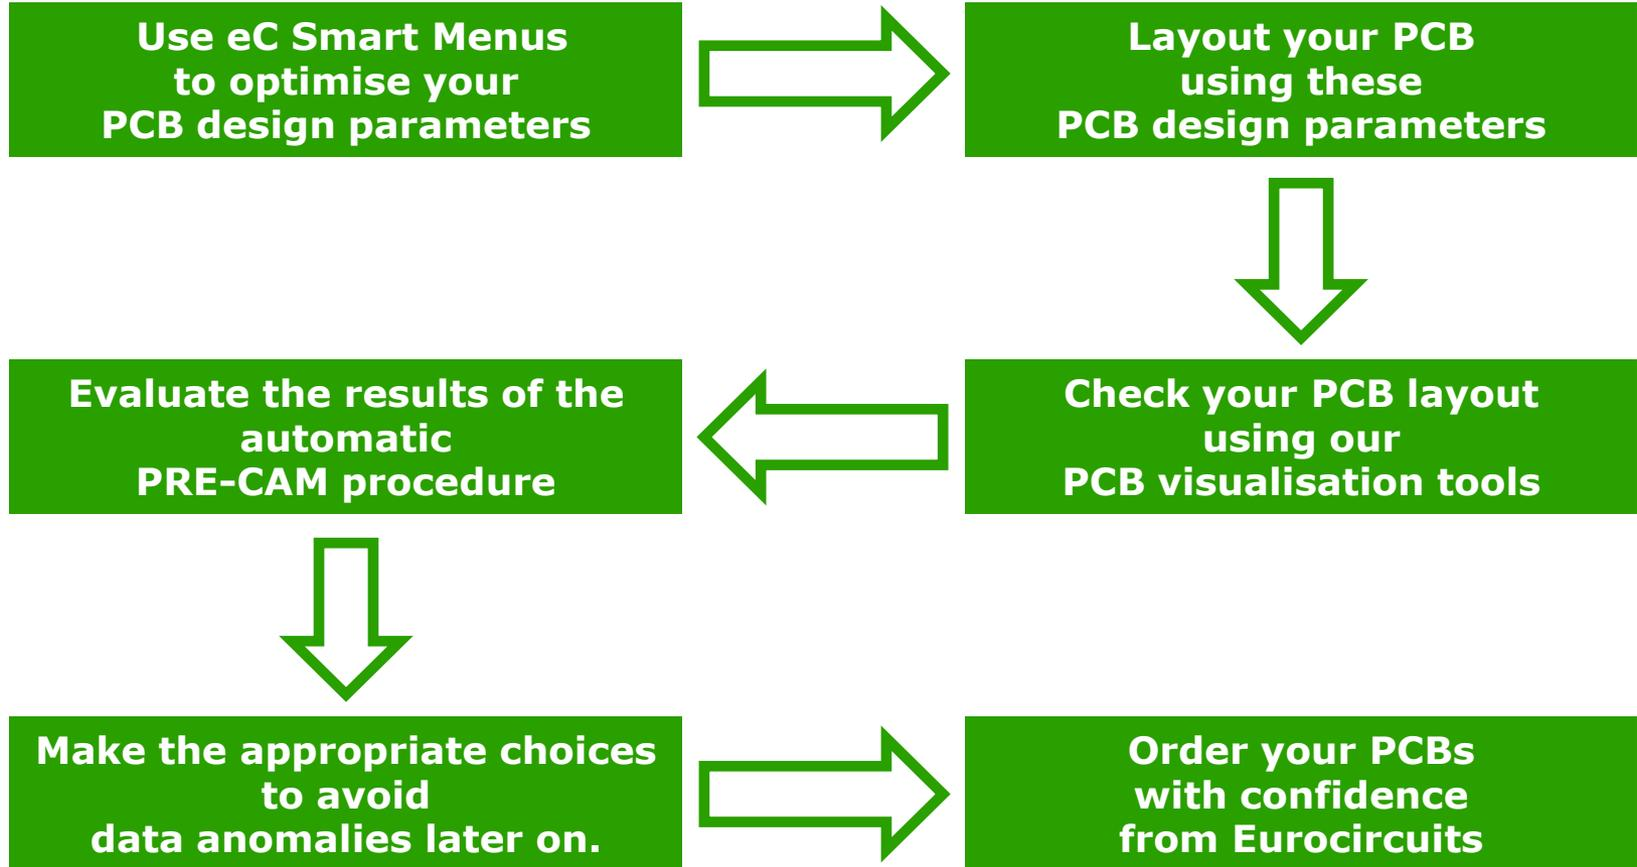 Use eC Smart Menus
to optimise your
PCB design parameters
Layout your PCB
using these
PCB design parameters
Check your PCB layout
using our
PCB visualisation tools
Evaluate the results of the
automatic
PRE-CAM procedure
Make the appropriate choices
to avoid
data anomalies later on.
Order your PCBs
with confidence
from Eurocircuits